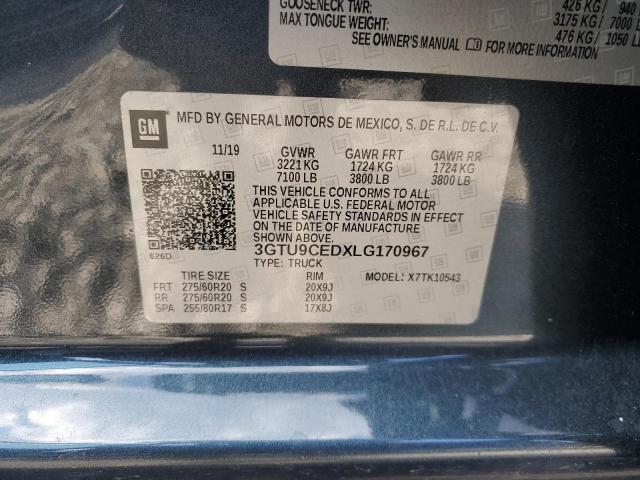 GOOSENECK TWR:
MAX TONGUE WEIGHT:
426 KG / 940
3175 KG / 7000 L
476 KG / 1050 LB
SEE OWNER'S MANUAL FOR MORE INFORMATION
GM
MFD BY GENERAL MOTORS DE MEXICO, S. DE R.L. DE C.V.
11/19 GVWR GAWR FRT GAWR RR
3221 KG 1724 KG 1724 KG
7100 LB 3800 LB 3800 LB
THIS VEHICLE CONFORMS TO ALL
APPLICABLE U.S. FEDERAL MOTOR
VEHICLE SAFETY STANDARDS IN EFFECT
ON THE DATE OF MANUFACTURE
SHOWN ABOVE.
3GTU9CEDXLG170967
626D TYPE: TRUCK
TIRE SIZE RIM MODEL: X7TK10543
FRT 275/60R20 S 20X9J
RR 275/60R20 S 20X9J
SPA 255/80R17 S 17X8J